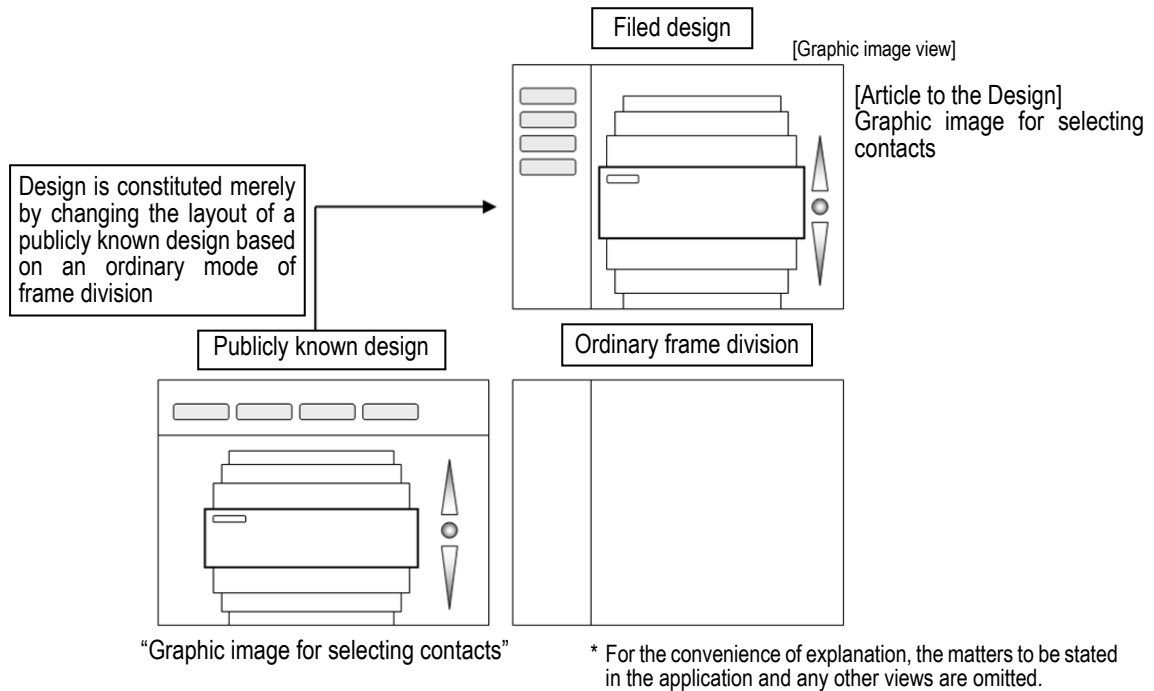 Filed design
[Graphic image view]
[Article to the Design]
Graphic image for selecting
contacts
Design is constituted merely
by changing the layout of a
publicly known design based
on an ordinary mode of
frame division
Publicly known design
Ordinary frame division
“Graphic image for selecting contacts”
* For the convenience of explanation, the matters to be stated
in the application and any other views are omitted.